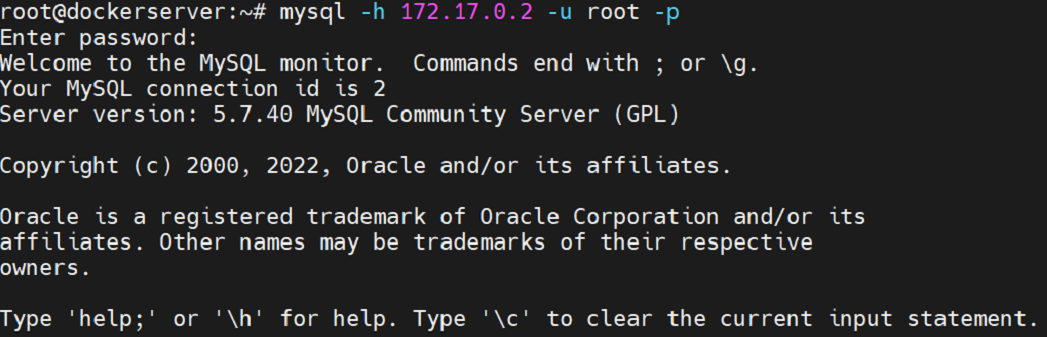 root@dockerserver:~# mysql -h 172.17.0.2 -u root -p
Enter password:
Welcome to the MySQL monitor.  Commands end with ; or \g.
Your MySQL connection id is 2
Server version: 5.7.40 MySQL Community Server (GPL)
Copyright (c) 2000, 2022, Oracle and/or its affiliates.
Oracle is a registered trademark of Oracle Corporation and/or its
affiliates. Other names may be trademarks of their respective
owners.
Type 'help;' or '\h' for help. Type '\c' to clear the current input statement.